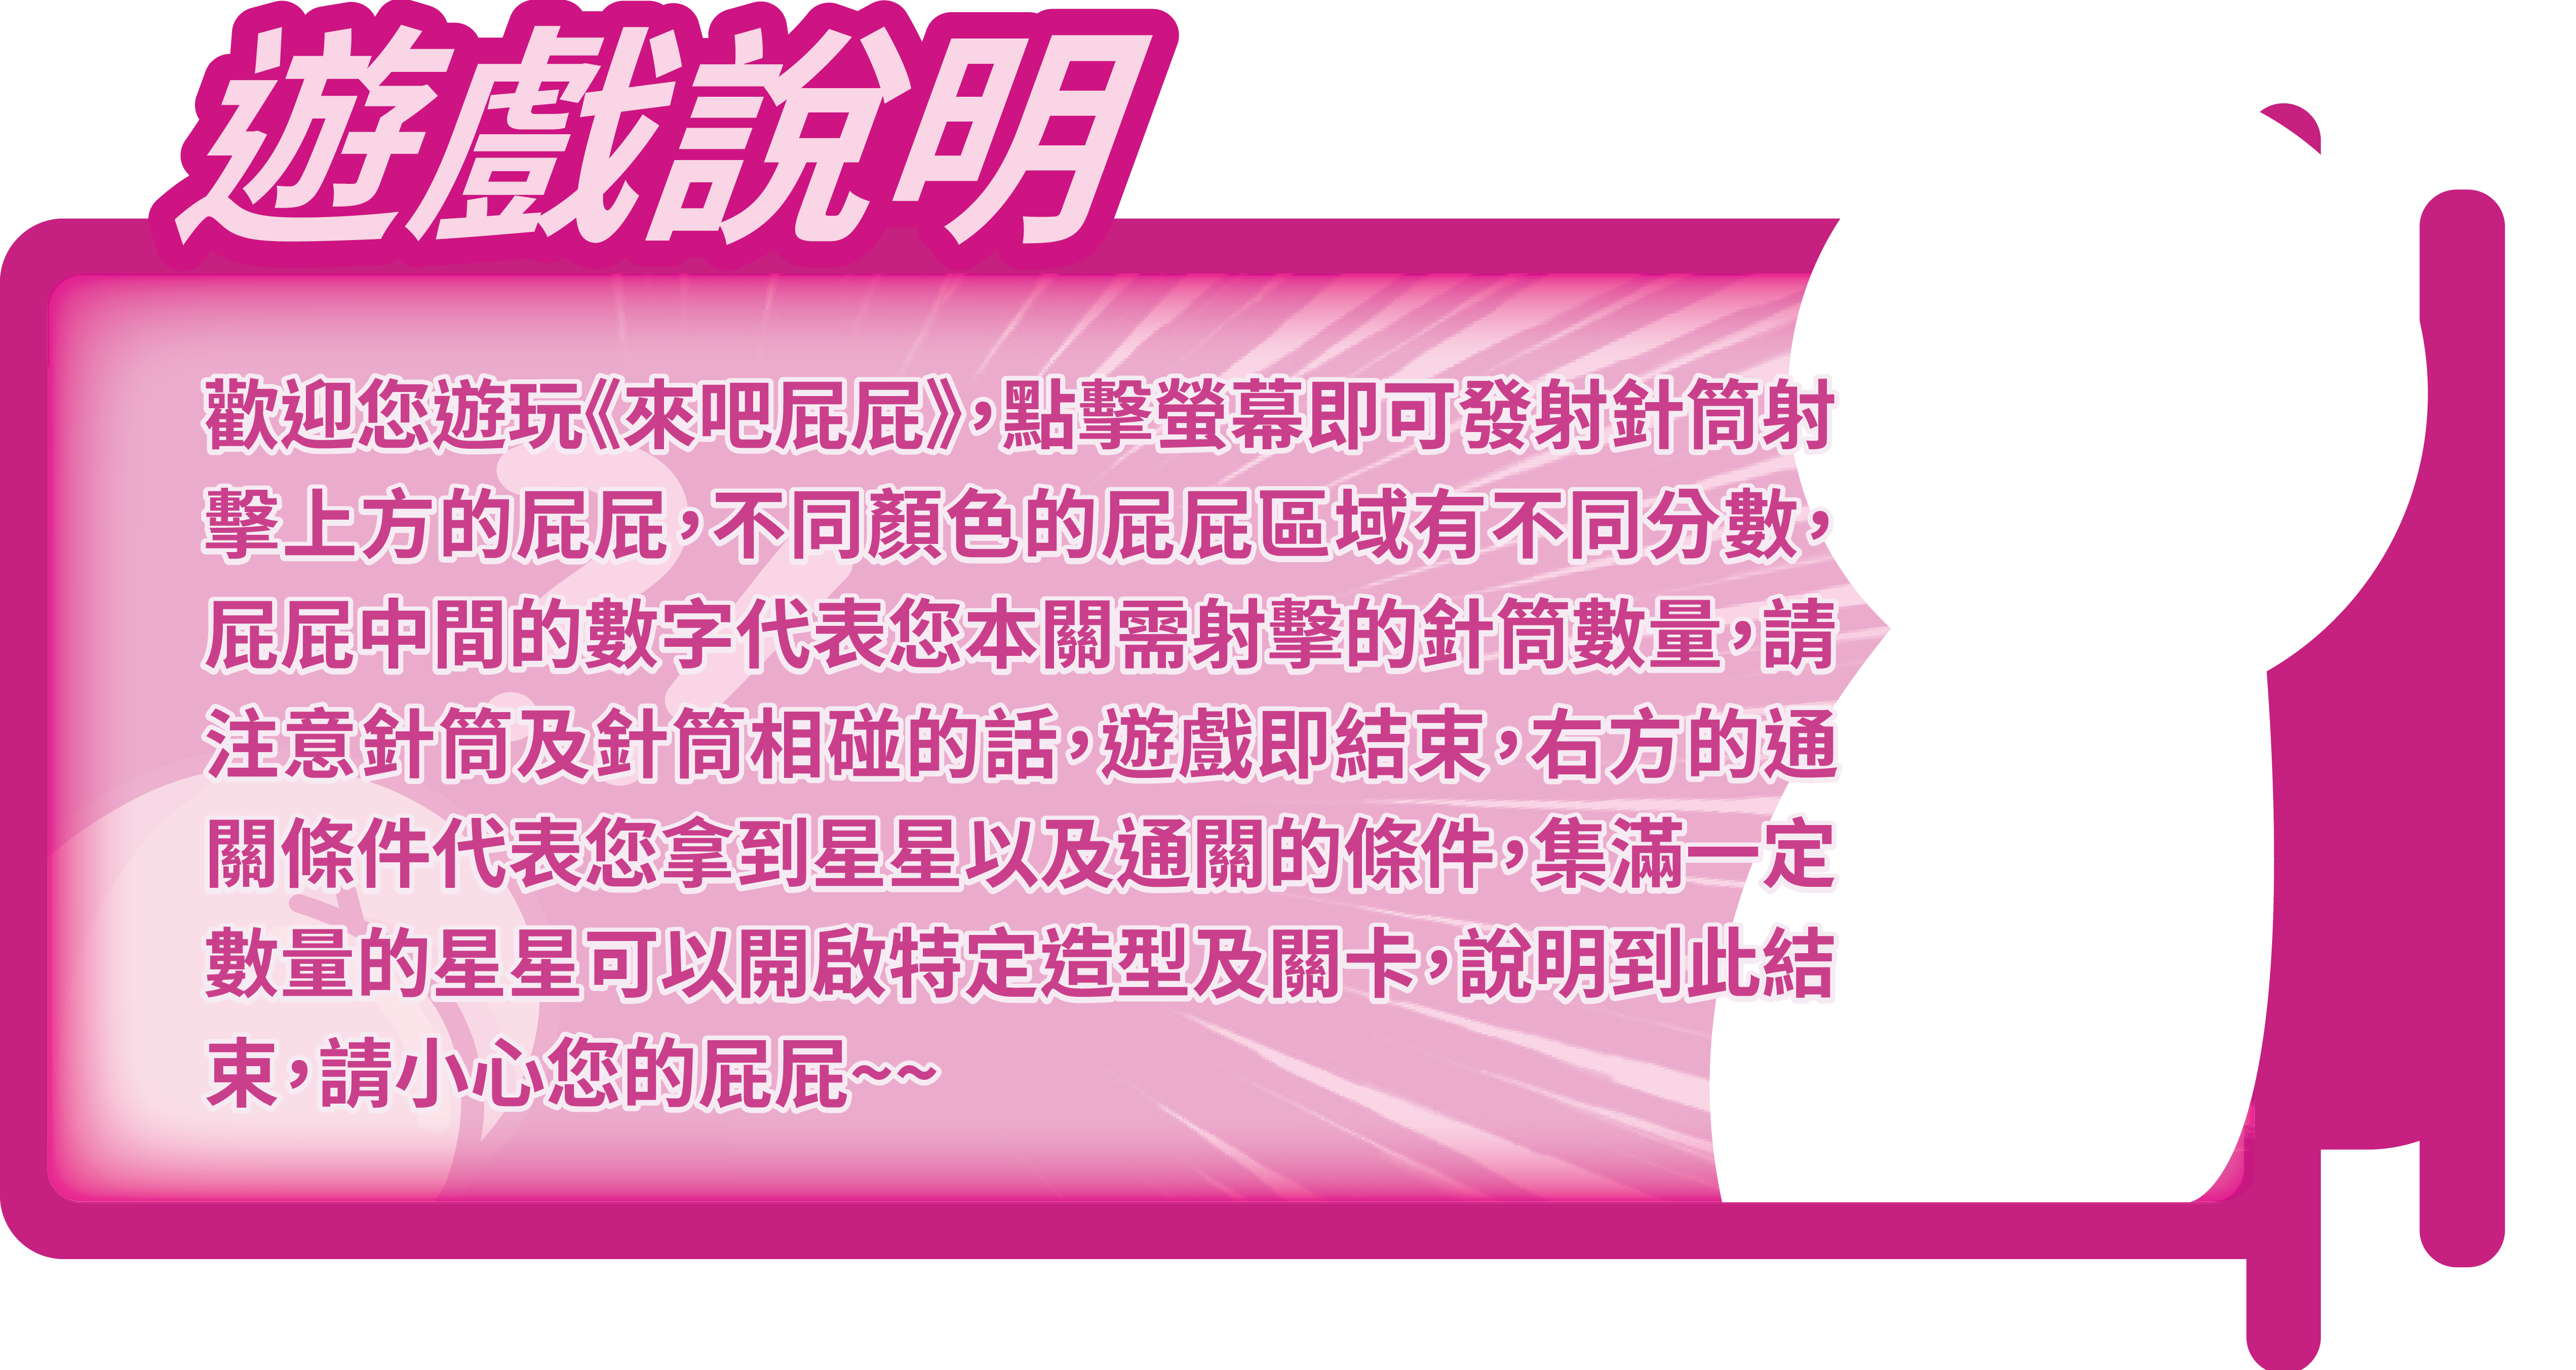 遊戲說明
歡迎您遊玩《來吧屁屁》，點擊螢幕即可發射針筒射
擊上方的屁屁，不同顏色的屁屁區域有不同分數，
屁屁中間的數字代表您本關需射擊的針筒數量，請
注意針筒及針筒相碰的話，遊戲即結束，右方的通
關條件代表您拿到星星以及通關的條件，集滿一定
數量的星星可以開啟特定造型及關卡，說明到此結
束，請小心您的屁屁~~